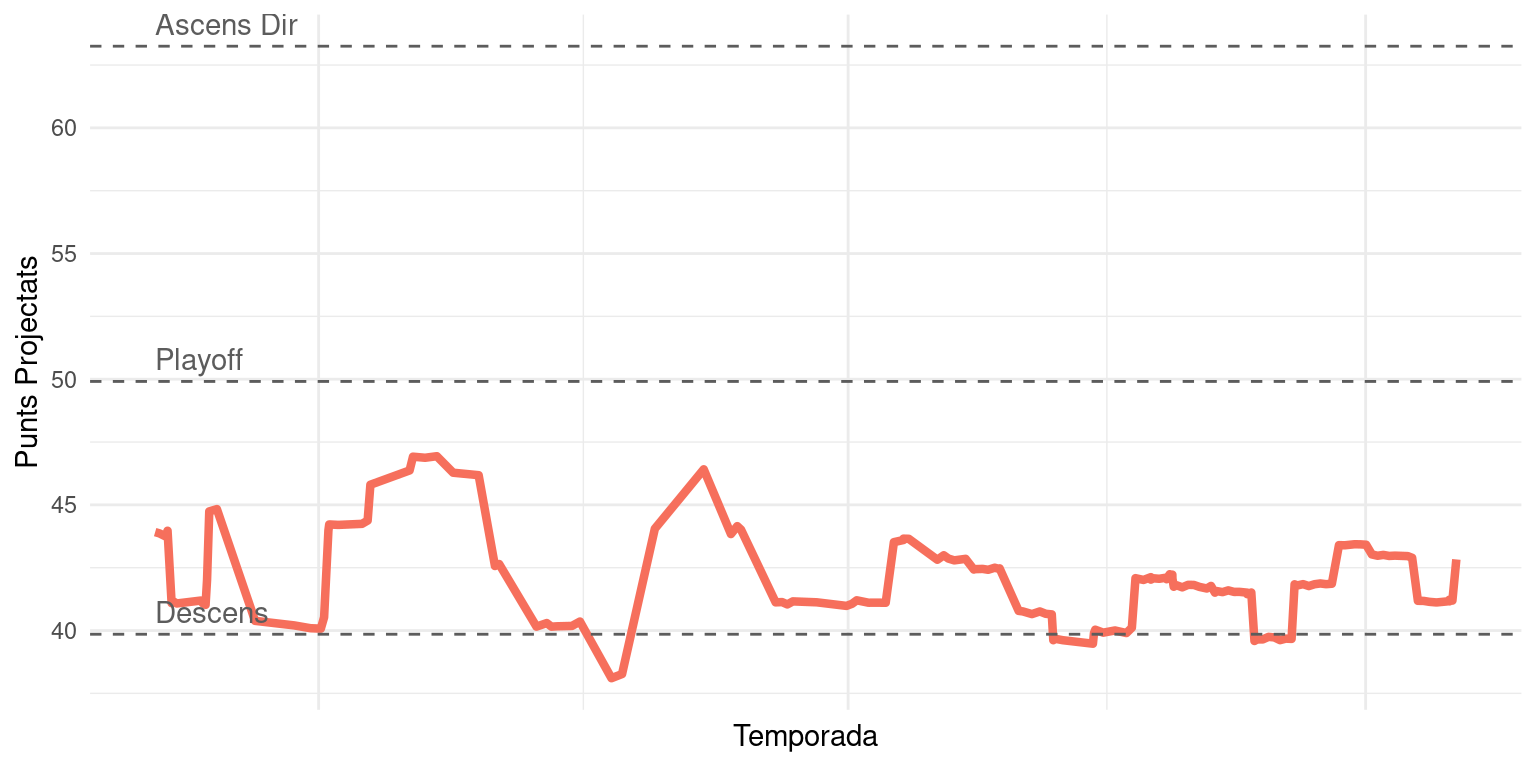 Ascens Dir
60
55
Playoff
50
45
Descens
40
Punts Projectats
Temporada